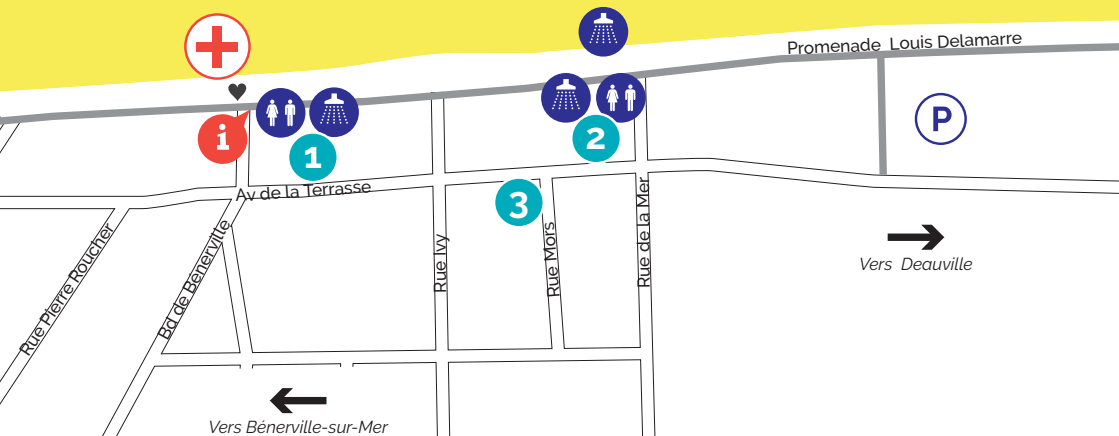 Promenade Louis Delamarre
P
i
1
2
Av de la Terrasse
3
Rue Pierre Roucher
Bd de Bénerville
Rue Ivy
Rue Mors
Rue de la Mer
Vers Deauville
Vers Bénerville-sur-Mer